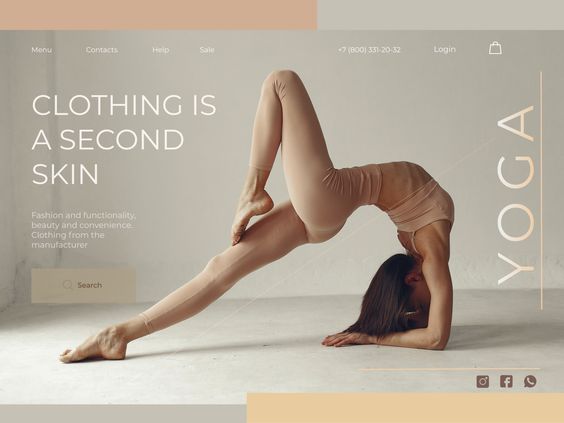 Menu
Contacts
Help
Sale
+7 (800) 331-20-32
Login
CLOTHING IS
A SECOND
SKIN
YOGA
Fashion and functionality,
beauty and convenience.
Clothing from the
manufacturer
Search